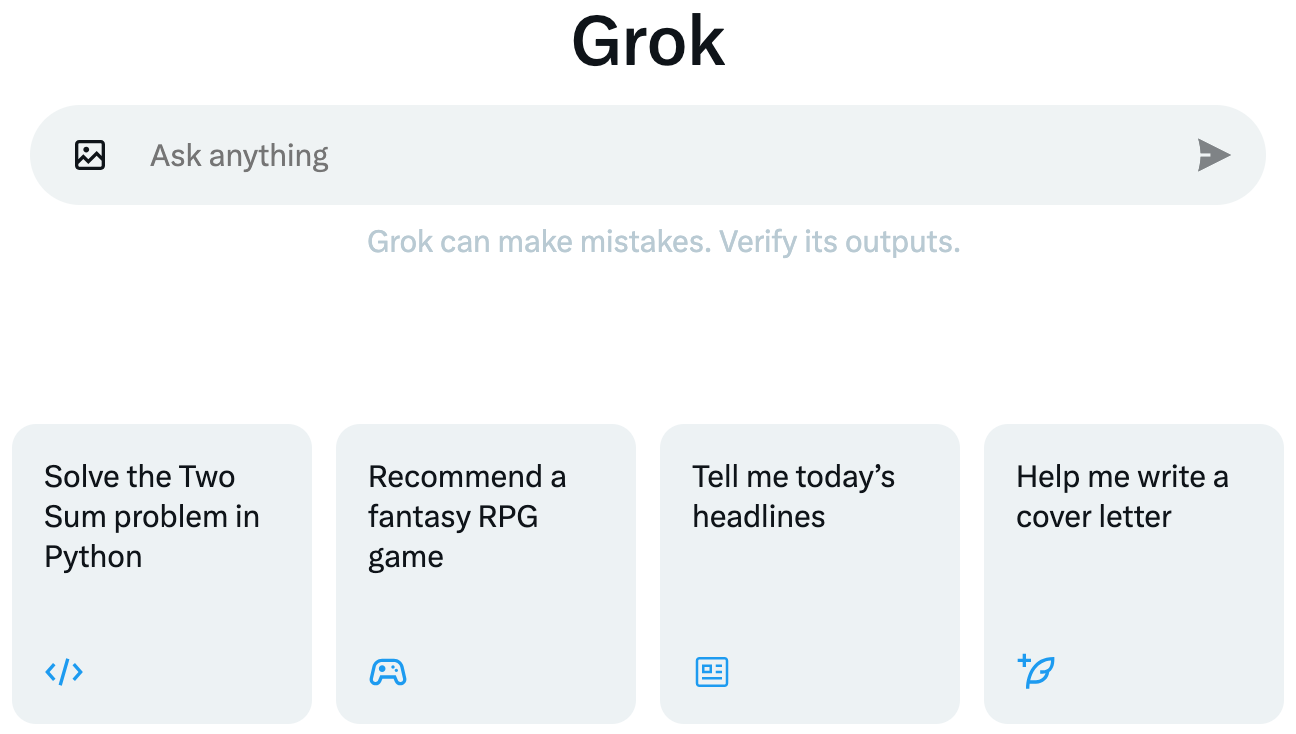 Grok
Ask anything
Grok can make mistakes. Verify its outputs.
Solve the Two
Sum problem in
Python
Recommend a
fantasy RPG
game
Tell me today’s
headlines
Help me write a
cover letter